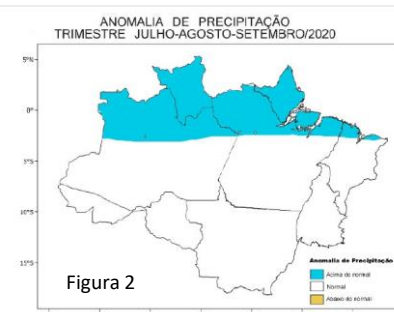 ANOMALIA DE PRECIPITAÇÃO
TRIMESTRE JULHO-AGOSTO-SETEMBRO/2020
5°
0°
5°S
10°S
15°S
Figura 2
Anomalia de Precipitação
Acima do normal
Normal
Abaixo do normal